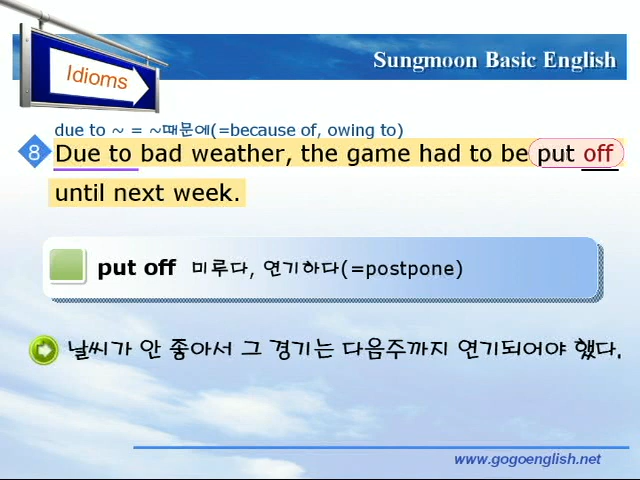 Idioms
Sungmoon Basic English
due to ~ = ~때문에(=because of, owing to)
8 Due to bad weather, the game had to be put off
until next week.
put off 미루다, 연기하다(=postpone)
날씨가 안 좋아서 그 경기는 다음주까지 연기되어야 했다.
www.gogoenglish.net